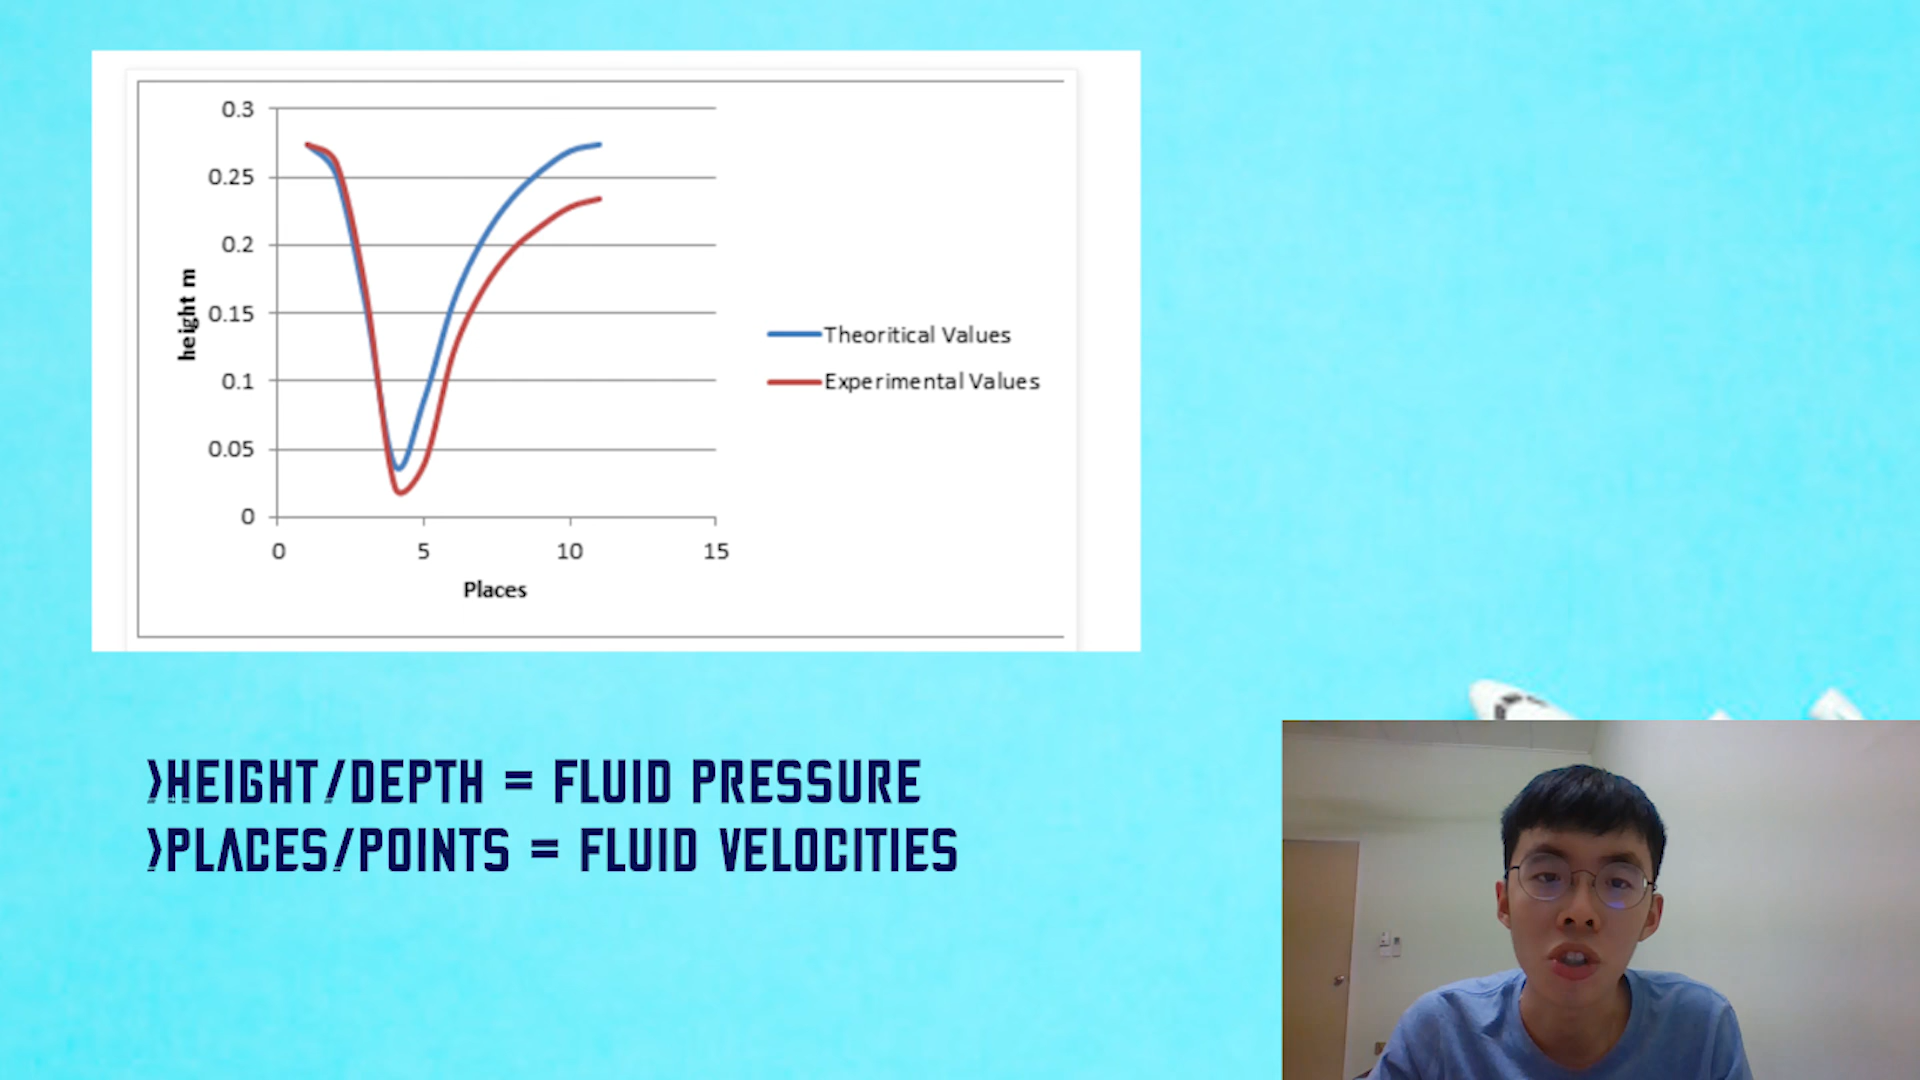 0.3
0.25
0.2
0.15
0.1
0.05
0
height m
0 5 10 15
Places
Theoritical Values
Experimental Values
>HEIGHT/DEPTH = FLUID PRESSURE
>PLACES/POINTS = FLUID VELOCITIES